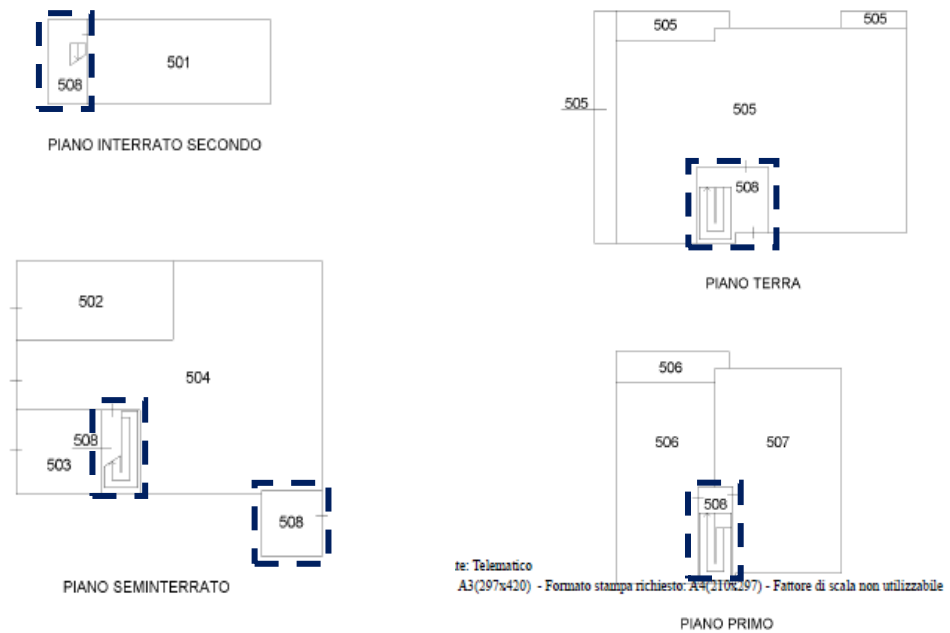 508
501
PIANO INTERRATO SECONDO
505
505
505
505
508
PIANO TERRA
502
504
508
503
508
PIANO SEMINTERRATO
506
506
507
508
te: Telematico
A3(297x420) - Formato stampa richiesto: A4(210x297) - Fattore di scala non utilizzabile
PIANO PRIMO